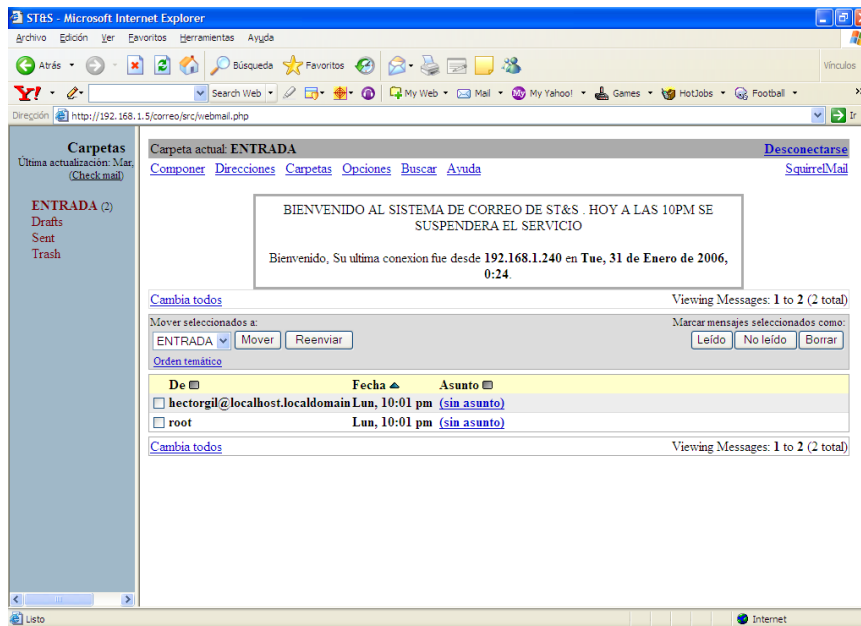 ST&S - Microsoft Internet Explorer
Archivo Edición Ver Favoritos Herramientas Ayuda
Atrás Búsqueda Favoritos Vínculos
Y! Search Web My Web Mail My Yahoo! Games HotJobs Football »
Dirección http://192.168.1.5/correo/src/webmail.php Ir
Carpetas
Última actualización: Mar,
(Check mail)
ENTRADA (2)
Drafts
Sent
Trash
Carpeta actual: ENTRADA Desconectarse
Componer Direcciones Carpetas Opciones Buscar Ayuda SquirrelMail
BIENVENIDO AL SISTEMA DE CORREO DE ST&S . HOY A LAS 10PM SE
SUSPENDERA EL SERVICIO
Bienvenido, Su ultima conexion fue desde 192.168.1.240 en Tue, 31 de Enero de 2006,
0:24.
Cambia todos Viewing Messages: 1 to 2 (2 total)
Mover seleccionados a: Marcar mensajes seleccionados como:
ENTRADA Mover Reenviar Leído No leído Borrar
Orden temático
De Fecha Asunto
hectorgil@localhost.localdomain Lun, 10:01 pm (sin asunto)
root Lun, 10:01 pm (sin asunto)
Cambia todos Viewing Messages: 1 to 2 (2 total)
Listo Internet